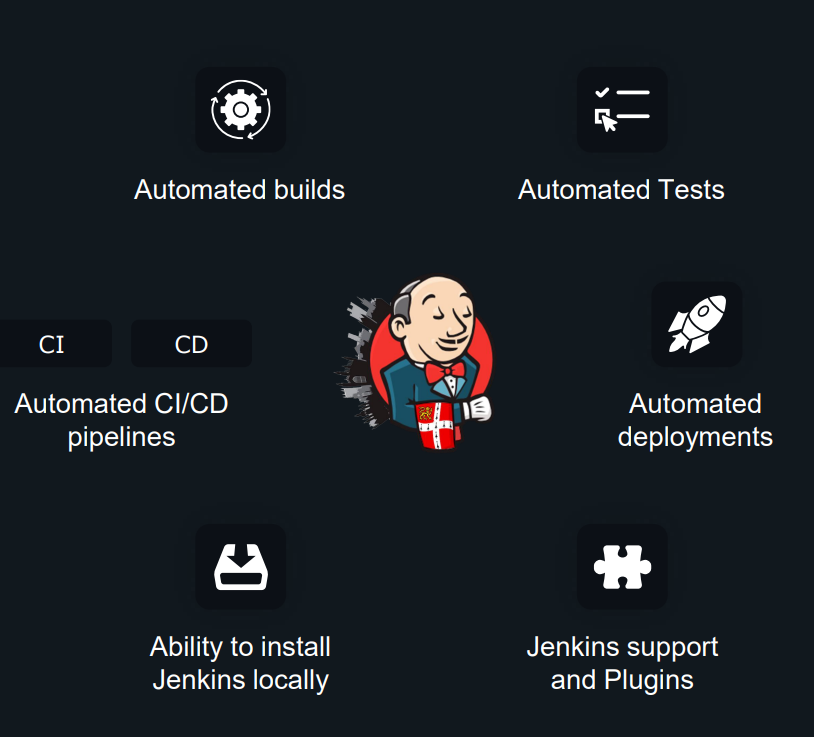 Automated builds
Automated Tests
CI
CD
Automated CI/CD
pipelines
Automated
deployments
Ability to install
Jenkins locally
Jenkins support
and Plugins